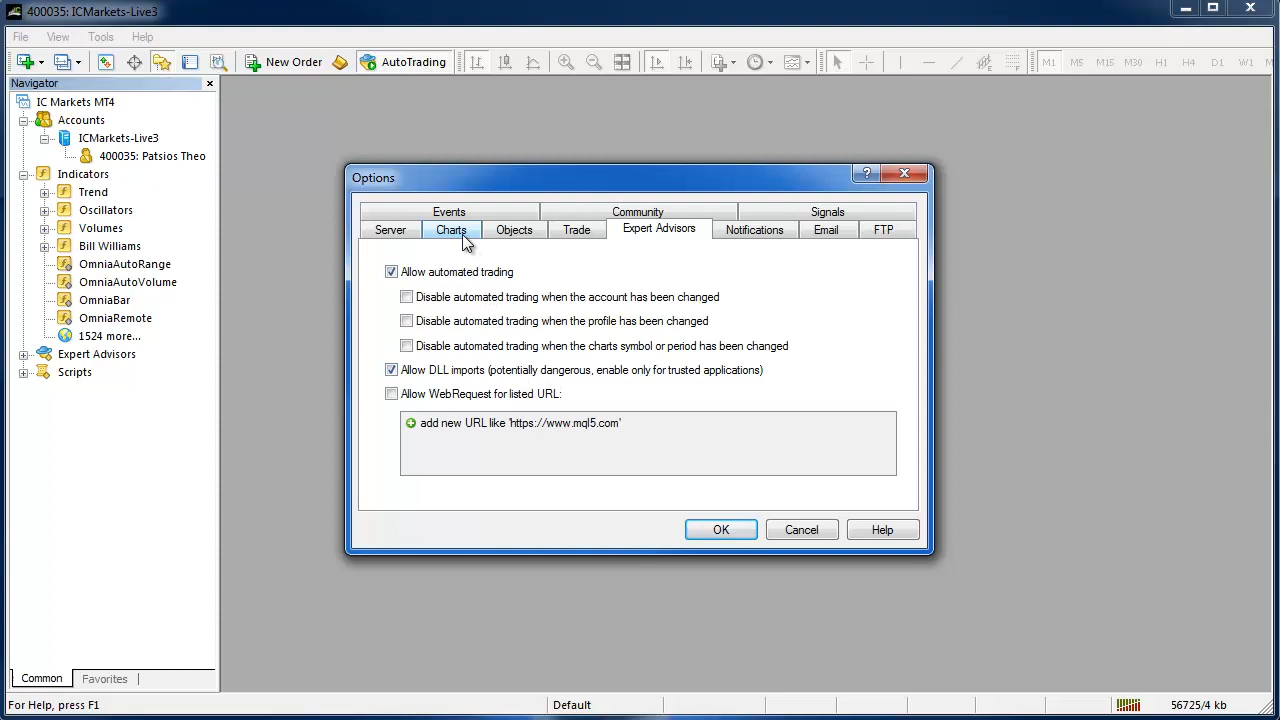 400035: ICMarkets-Live3
File View Tools Help
New Order AutoTrading M1 M5 M15 M30 H1 H4 D1 W1
Navigator
IC Markets MT4
Accounts
ICMarkets-Live3
400035: Patsios Theo
Indicators
Trend
Oscillators
Volumes
Bill Williams
OmniaAutoRange
OmniaAutoVolume
OmniaBar
OmniaRemote
1524 more...
Expert Advisors
Scripts
Common Favorites
Options
Events Community Signals
Server Charts Objects Trade Expert Advisors Notifications Email FTP
Allow automated trading
Disable automated trading when the account has been changed
Disable automated trading when the profile has been changed
Disable automated trading when the charts symbol or period has been changed
Allow DLL imports (potentially dangerous, enable only for trusted applications)
Allow WebRequest for listed URL:
add new URL like 'https://www.mql5.com'
OK Cancel Help
For Help, press F1 Default 56725/4 kb